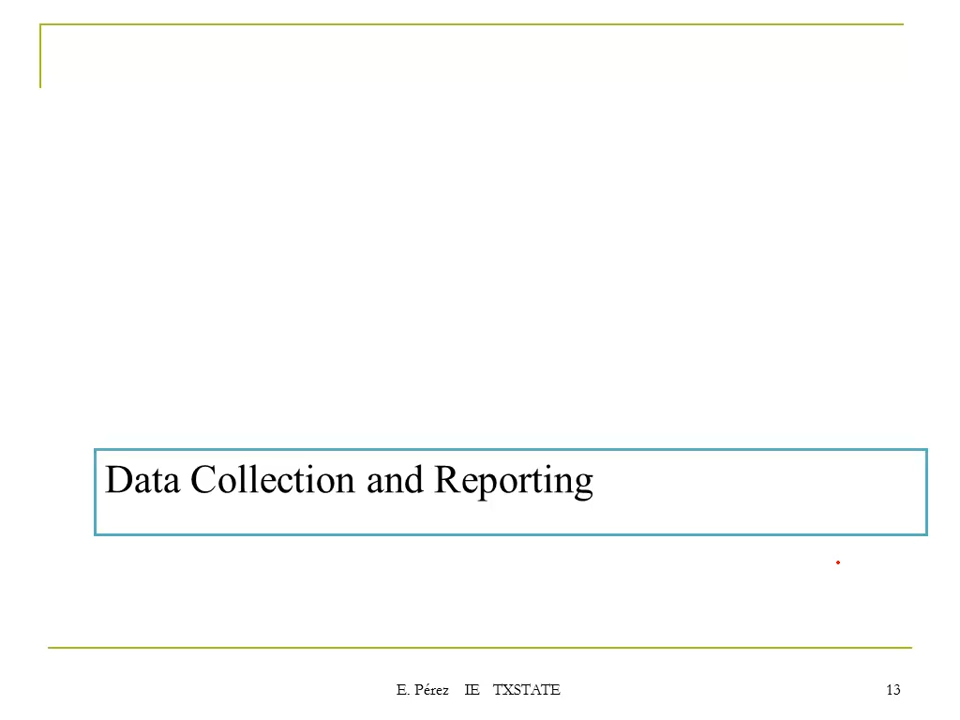 Data Collection and Reporting
E. Pérez IE TXSTATE 13